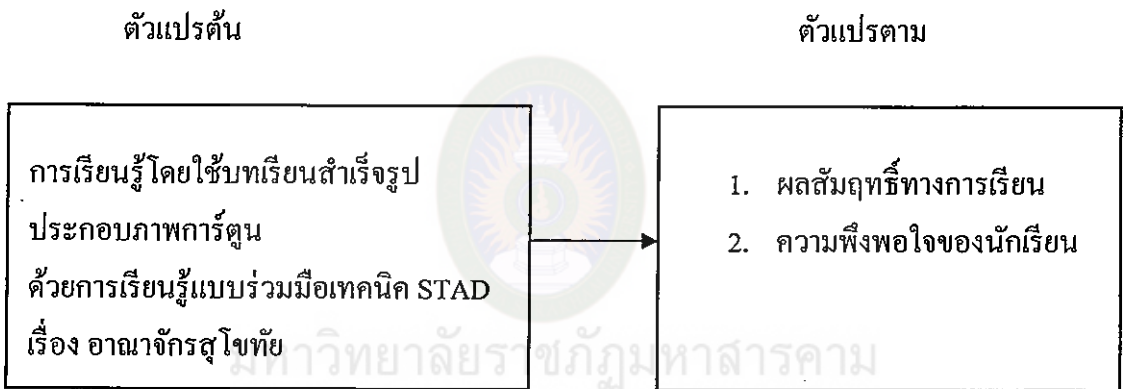 ตัวแปรต้น
ตัวแปรตาม
การเรียนรู้โดยใช้บทเรียนสำเร็จรูป
ประกอบภาพการ์ตูน
ด้วยการเรียนรู้แบบร่วมมือเทคนิค STAD
เรื่อง อาณาจักรสุโขทัย
1. ผลสัมฤทธิ์ทางการเรียน
2. ความพึงพอใจของนักเรียน
มหาวิทยาลัยราชภัฏมหาสารคาม